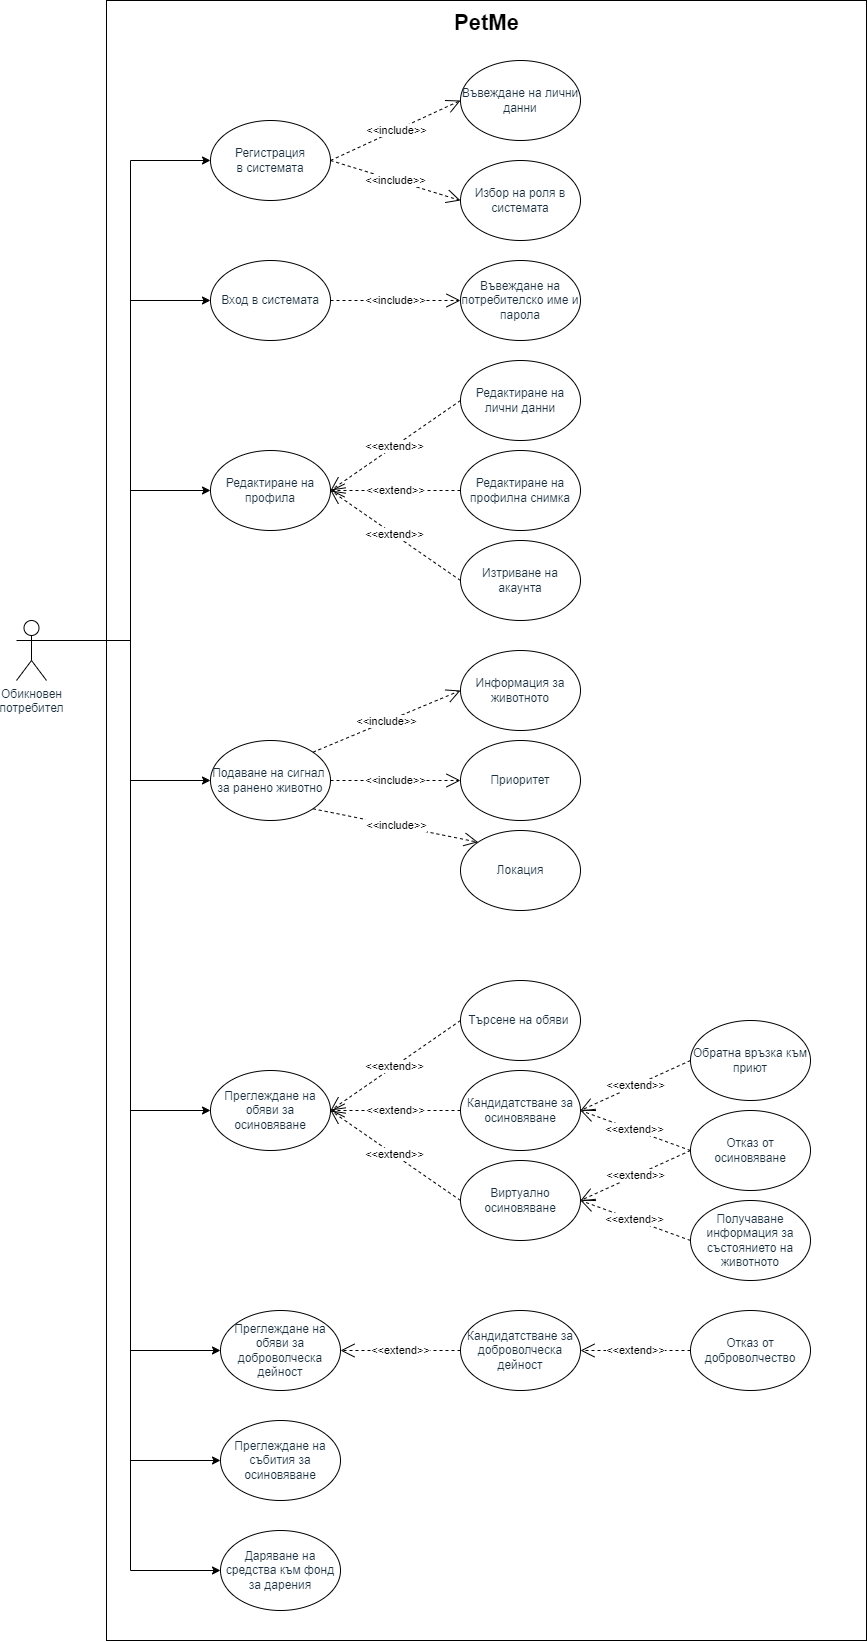 PetMe
Въвеждане на лични
данни
<<include>>
Регистрация
в системата
<<include>>
Избор на роля в
системата
Вход в системата
<<include>>
Въвеждане на
потребителско име и
парола
Редактиране на
лични данни
<<extend>>
Редактиране на
профила
<<extend>>
Редактиране на
профилна снимка
<<extend>>
Изтриване на
акаунта
Обикновен
потребител
Информация за
животното
<<include>>
Подаване на сигнал
за ранено животно
<<include>>
Приоритет
<<include>>
Локация
Търсене на обяви
<<extend>>
Обратна връзка към
приют
<<extend>>
Преглеждане на
обяви за
осиновяване
<<extend>>
Кандидатстване за
осиновяване
<<extend>>
Отказ от
осиновяване
<<extend>>
<<extend>>
Виртуално
осиновяване
<<extend>>
Получаване
информация за
състоянието на
животното
Преглеждане на
обяви за
доброволческа
дейност
<<extend>>
Кандидатстване за
доброволческа
дейност
<<extend>>
Отказ от
доброволчество
Преглеждане на
събития за
осиновяване
Даряване на
средства към фонд
за дарения